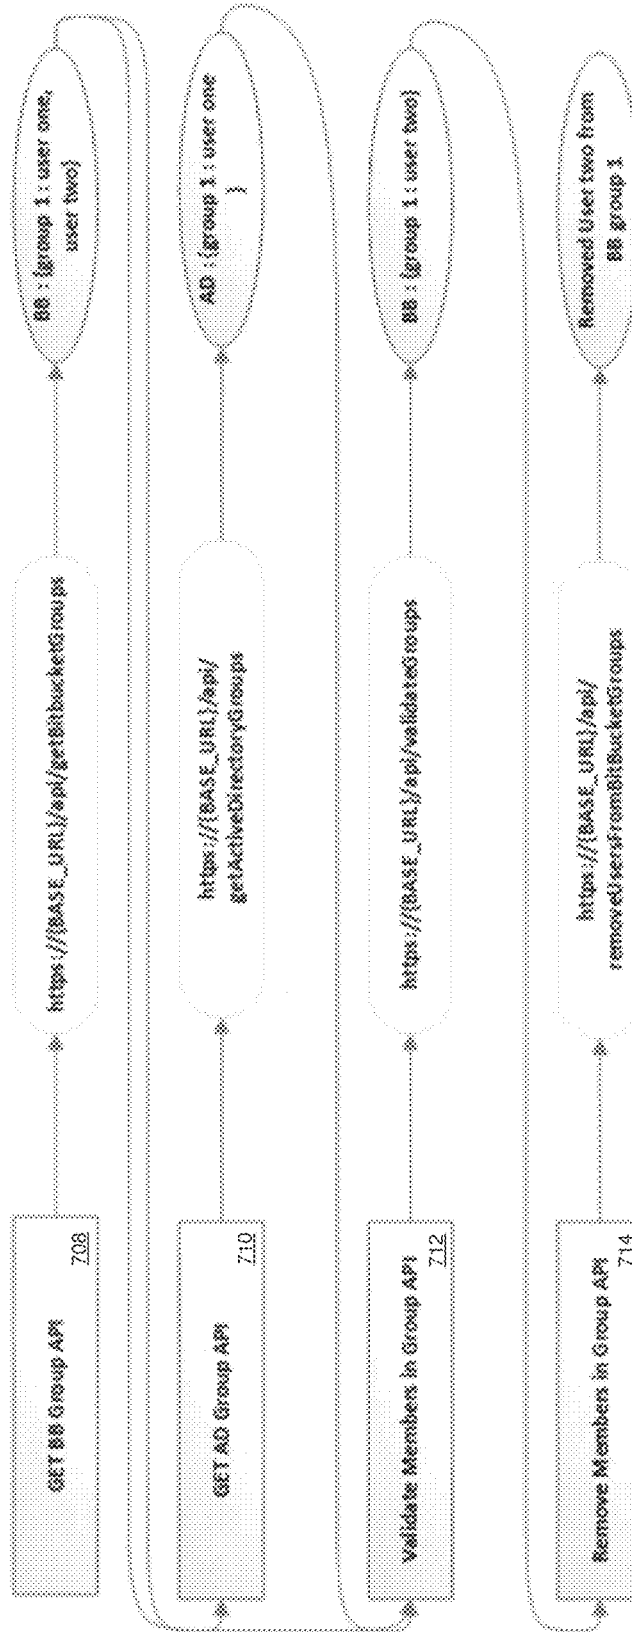 GET BB Group API
708
https://{BASE_URL}/api/getBitbucketGroups
BB : {group 1 : user one,
user two}
GET AD Group API
710
https://{BASE_URL}/api/
getActiveDirectoryGroups
AD : {group 1 : user one
}
Validate Members in Group API
712
https://{BASE_URL}/api/validateGroups
BB : {group 1 : user two}
Remove Members in Group API
714
https://{BASE_URL}/api/
removeUsersFromBitBucketGroups
Removed User two from
BB group 1